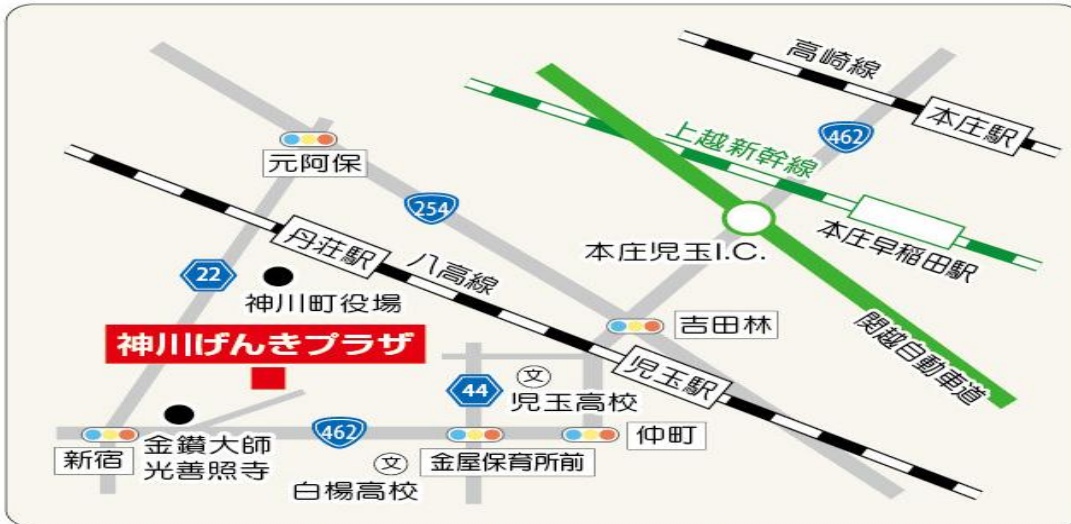 高崎線
本庄駅
462
上越新幹線
元阿保
254
本庄早稲田駅
丹荘駅
本庄児玉I.C.
八高線
22
神川町役場
吉田林
関越自動車道
神川げんきプラザ
児玉駅
44
文
児玉高校
462
仲町
新宿
金鑚大師
光善照寺
文
金屋保育所前
白楊高校